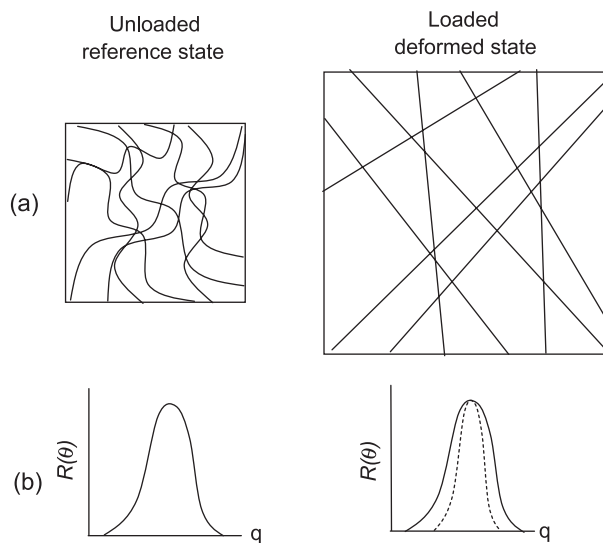 Unloaded
reference state
Loaded
deformed state
(a)
(b)
R(θ)
q
R(θ)
q